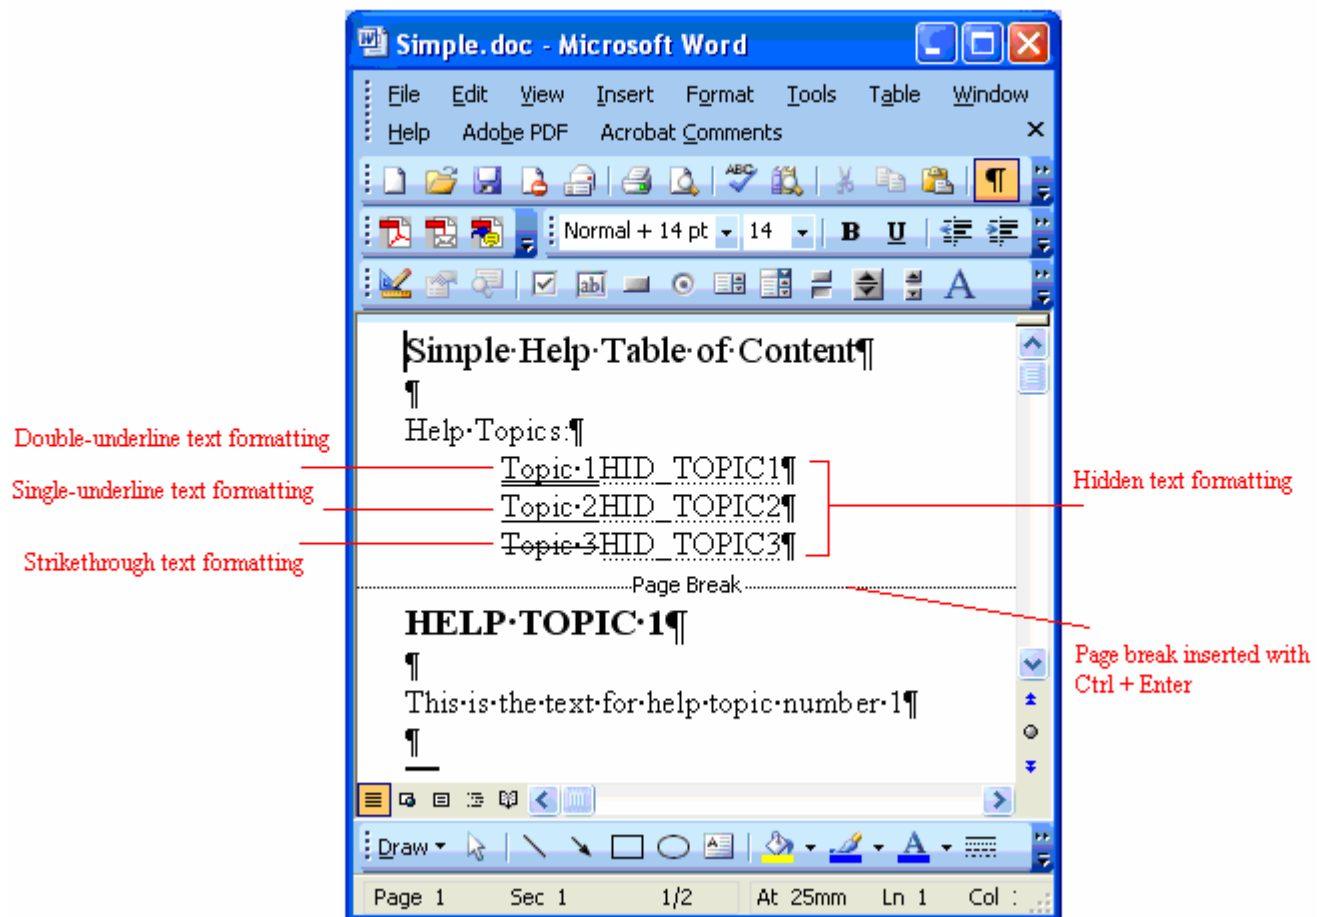 Simple.doc - Microsoft Word
File Edit View Insert Format Tools Table Window
Help Adobe PDF Acrobat Comments
ABC
Normal + 14 pt 14 B U
abl A
Simple·Help·Table·of·Content¶
¶
Help·Topics:¶
Double-underline text formatting
Topic·1HID_TOPIC1¶
Single-underline text formatting
Topic·2HID_TOPIC2¶
Hidden text formatting
Strikethrough text formatting
Topic·3HID_TOPIC3¶
Page Break
HELP·TOPIC·1¶
¶
Page break inserted with
Ctrl + Enter
This·is·the·text·for·help·topic·number·1¶
¶
Draw A
Page 1 Sec 1 1/2 At 25mm Ln 1 Col